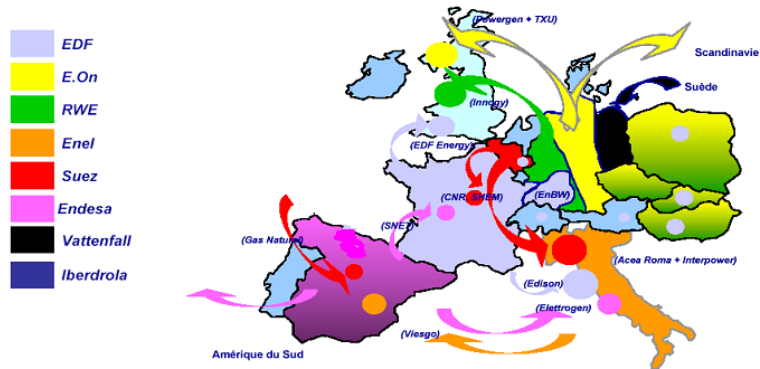 EDF
E.On
RWE
Enel
Suez
Endesa
Vattenfall
Iberdrola
(Powergen + TXU)
Scandinavie
Suède
(Innogy)
(EDF Energy)
(CNR, SHEM)
(EnBW)
(SNET)
(Gas Natural)
(Acea Roma + Interpower)
(Edison)
(Elettrogen)
(Viesgo)
Amérique du Sud